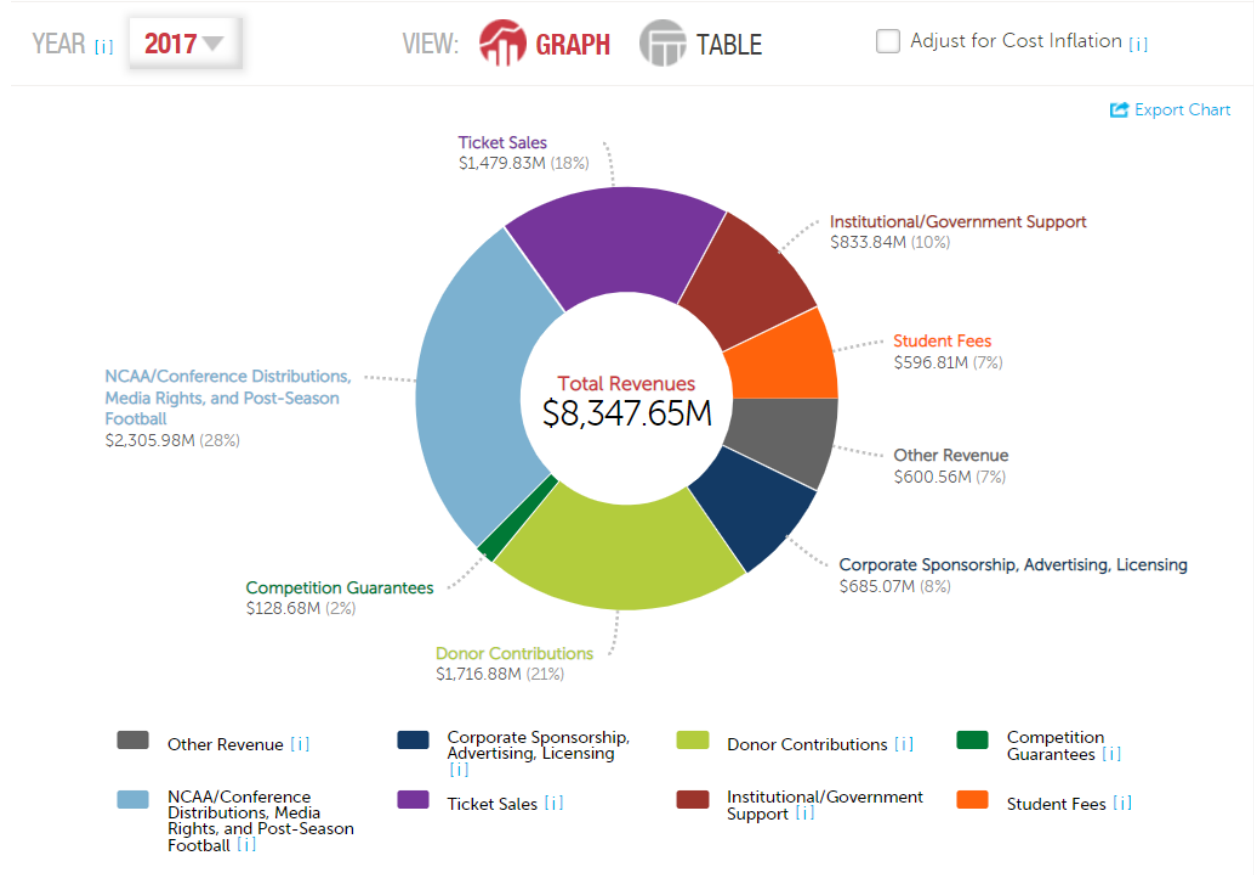 YEAR [i] 2017 VIEW: GRAPH TABLE Adjust for Cost Inflation [i]
Export Chart
Ticket Sales
$1,479.83M (18%)
Institutional/Government Support
$833.84M (10%)
Student Fees
$596.81M (7%)
NCAA/Conference Distributions,
Media Rights, and Post-Season
Football
$2,305.98M (28%)
Total Revenues
$8,347.65M
Other Revenue
$600.56M (7%)
Corporate Sponsorship, Advertising, Licensing
$685.07M (8%)
Competition Guarantees
$128.68M (2%)
Donor Contributions
$1,716.88M (21%)
Other Revenue [i]
Corporate Sponsorship,
Advertising, Licensing
[i]
Donor Contributions [i]
Competition
Guarantees [i]
NCAA/Conference
Distributions, Media
Rights, and Post-Season
Football [i]
Ticket Sales [i]
Institutional/Government
Support [i]
Student Fees [i]